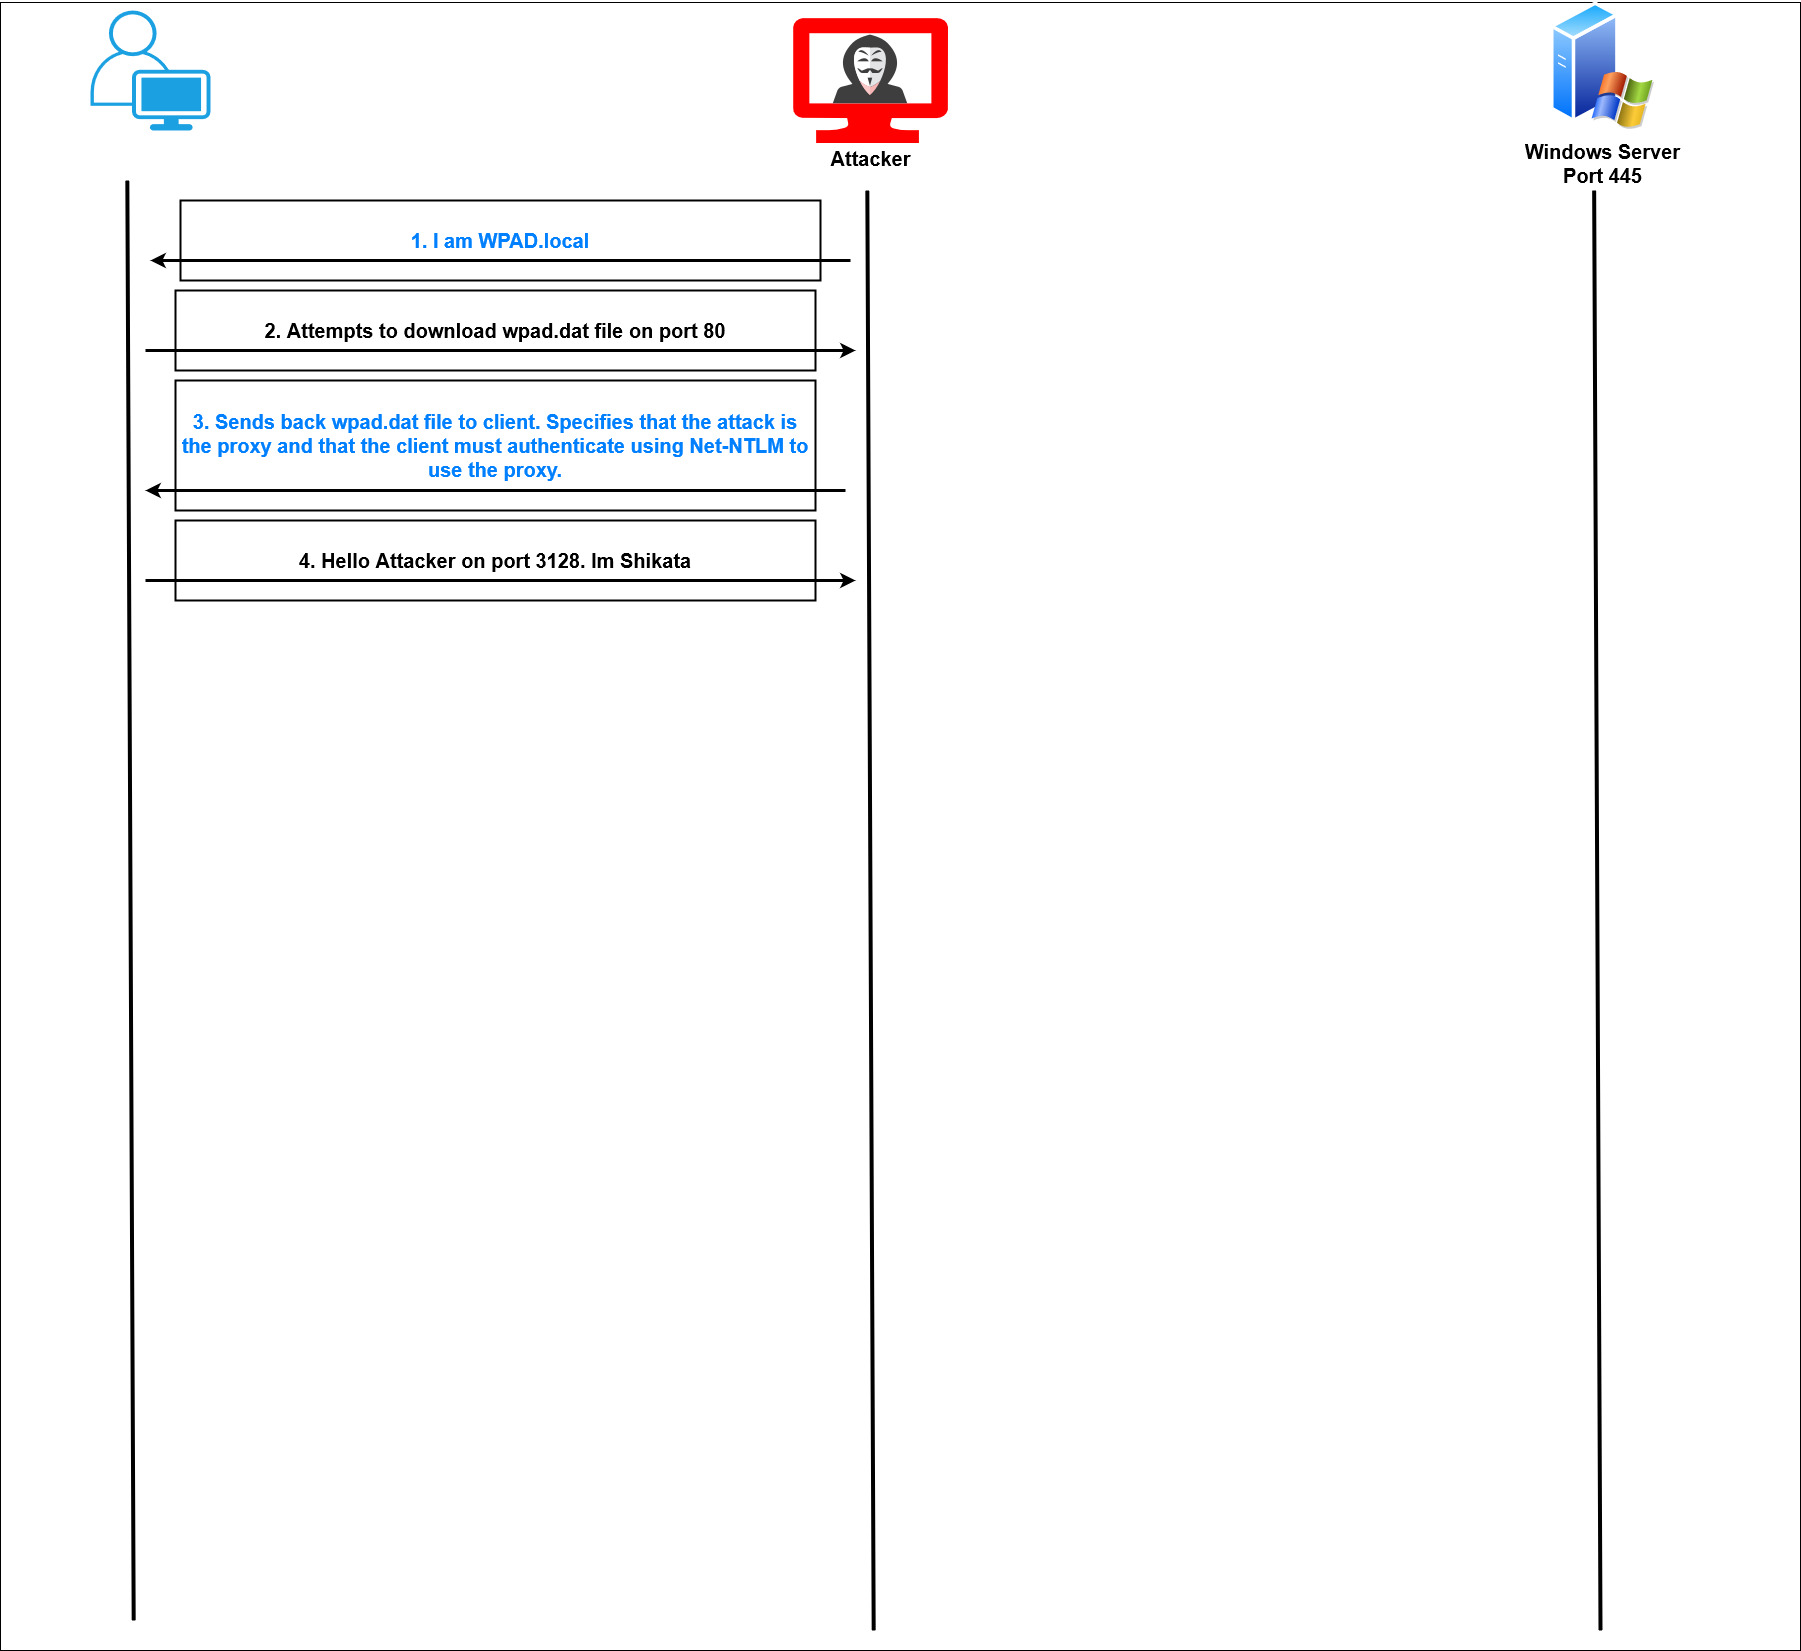 Attacker
Windows Server
Port 445
1. I am WPAD.local
2. Attempts to download wpad.dat file on port 80
3. Sends back wpad.dat file to client. Specifies that the attack is
the proxy and that the client must authenticate using Net-NTLM to
use the proxy.
4. Hello Attacker on port 3128. Im Shikata